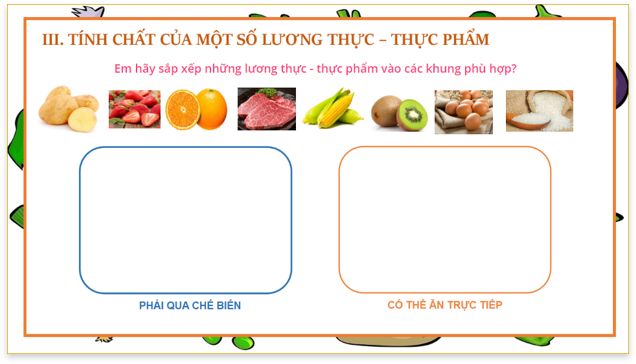 III. TÍNH CHẤT CỦA MỘT SỐ LƯƠNG THỰC – THỰC PHẨM
Em hãy sắp xếp những lương thực - thực phẩm vào các khung phù hợp?
PHẢI QUA CHẾ BIẾN
CÓ THỂ ĂN TRỰC TIẾP